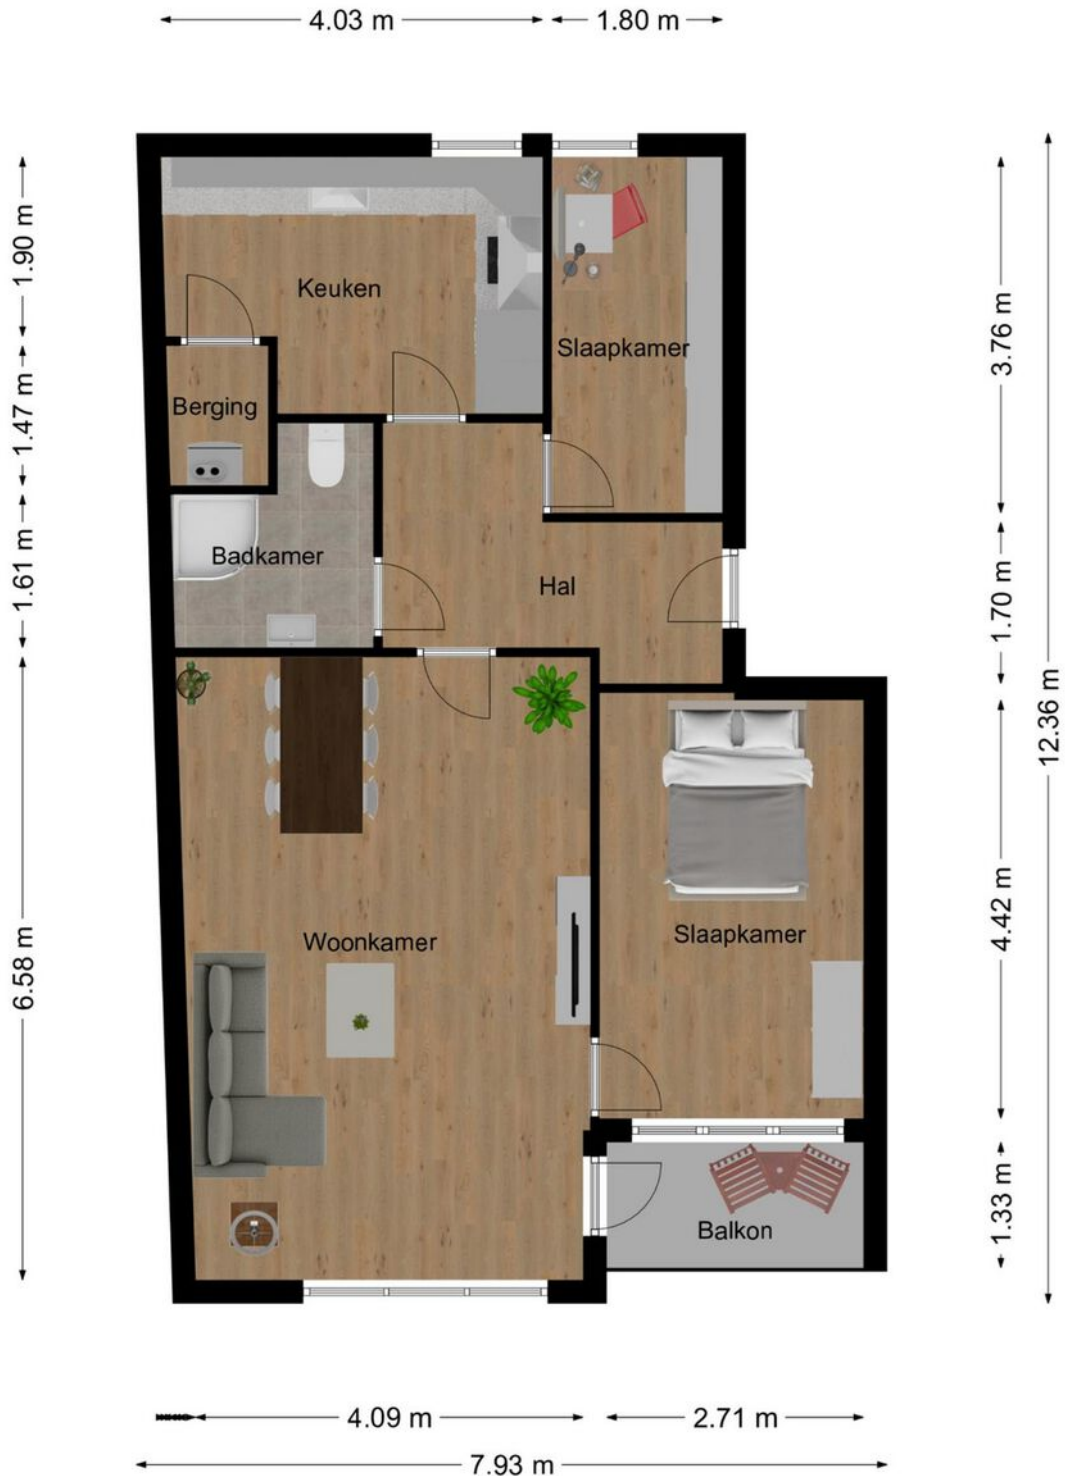 4.03 m
1.80 m
1.90 m
1.47 m
1.61 m
6.58 m
Keuken
Slaapkamer
Berging
Badkamer
Hal
Woonkamer
Slaapkamer
Balkon
3.76 m
1.70 m
4.42 m
1.33 m
12.36 m
4.09 m
2.71 m
7.93 m